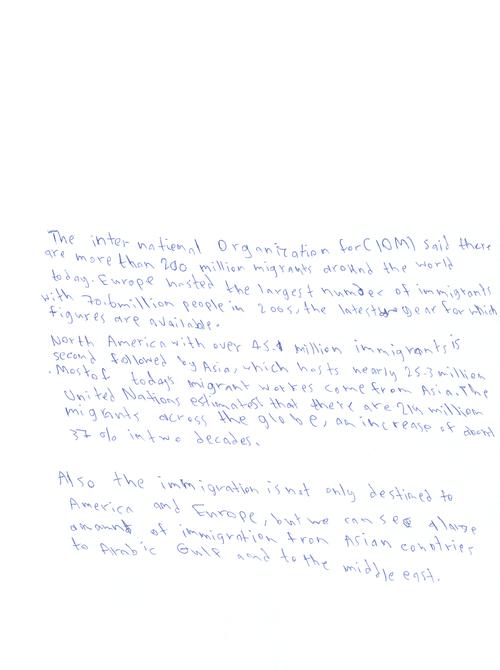 The international Organization for (IOM) said there
are more than 200 million migrants around the world
today. Europe hosted the largest number of immigrants
with 70.6 million people in 2005, the latest year for which
figures are available.
North America with over 45.1 million immigrants is
second followed by Asia, which hosts nearly 25.3 million
. Most of today's migrant workes come from Asia. The
United Nations estimatest that there are 214 million
migrants across the globe, an increase of about
37 % in two decades.
Also the immigration is not only destined to
America and Europe, but we can see a large
amount of immigration from Asian countries
to Arabic Gulf and to the middle east.